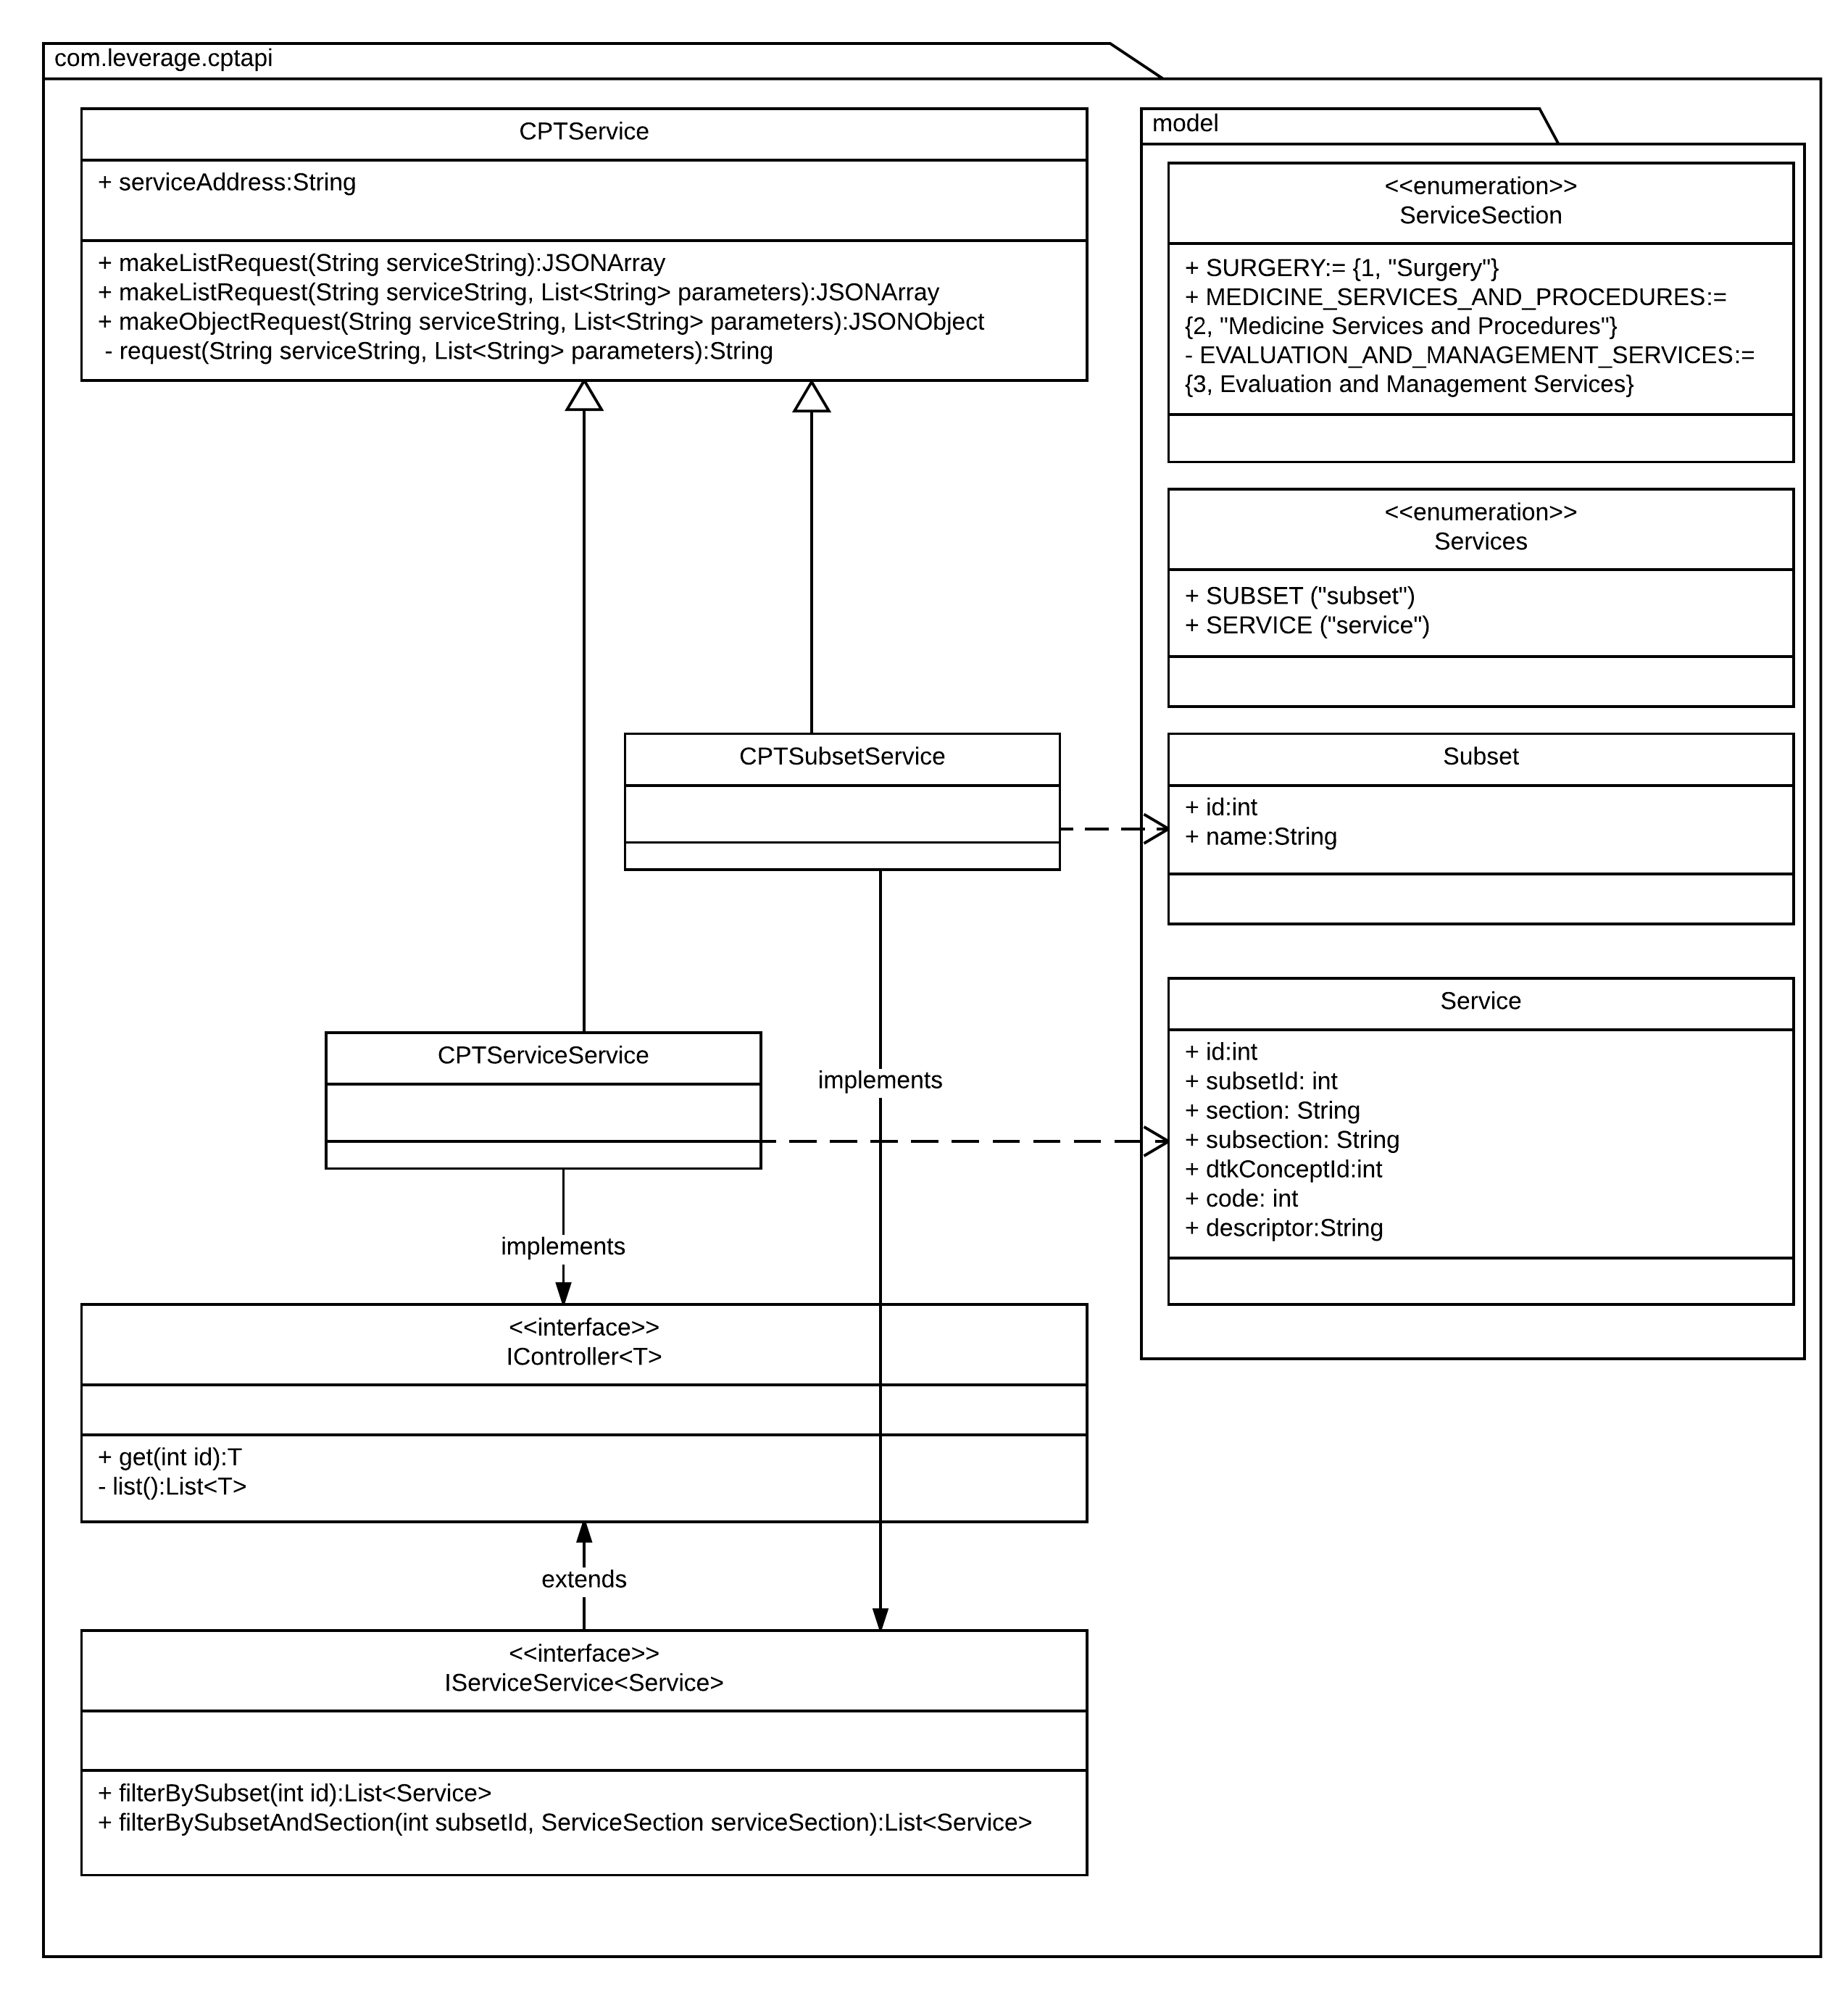 com.leverage.cptapi
CPTService
+ serviceAddress:String
+ makeListRequest(String serviceString):JSONArray
+ makeListRequest(String serviceString, List<String> parameters):JSONArray
+ makeObjectRequest(String serviceString, List<String> parameters):JSONObject
- request(String serviceString, List<String> parameters):String
model
<<enumeration>>
ServiceSection
+ SURGERY:= {1, "Surgery"}
+ MEDICINE_SERVICES_AND_PROCEDURES:=
{2, "Medicine Services and Procedures"}
- EVALUATION_AND_MANAGEMENT_SERVICES:=
{3, Evaluation and Management Services}
<<enumeration>>
Services
+ SUBSET ("subset")
+ SERVICE ("service")
CPTSubsetService
Subset
+ id:int
+ name:String
Service
+ id:int
+ subsetId: int
+ section: String
+ subsection: String
+ dtkConceptId:int
+ code: int
+ descriptor:String
CPTServiceService
implements
implements
<<interface>>
IController<T>
+ get(int id):T
- list():List<T>
extends
<<interface>>
IServiceService<Service>
+ filterBySubset(int id):List<Service>
+ filterBySubsetAndSection(int subsetId, ServiceSection serviceSection):List<Service>